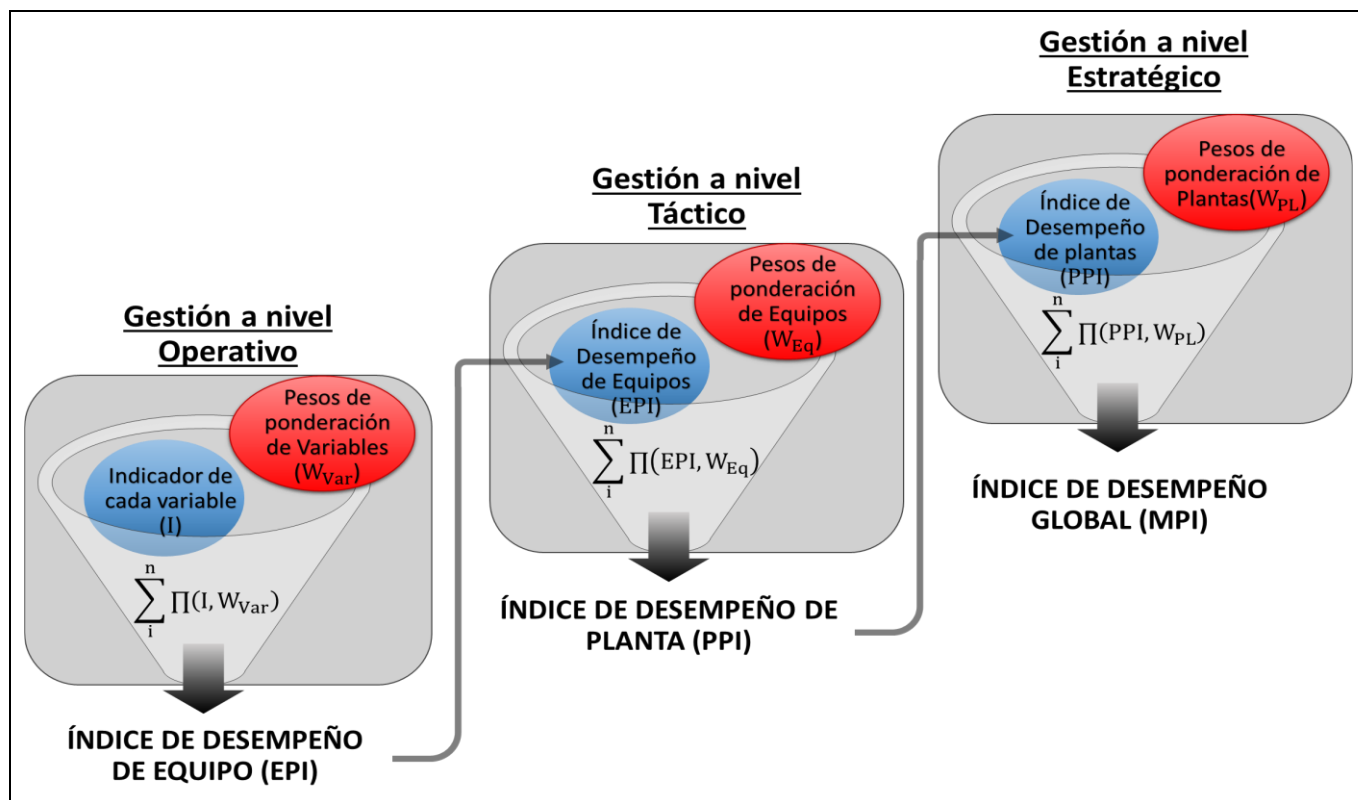 Gestión a nivel
Operativo
Pesos de
ponderación
de Variables
(W_Var)
Indicador de
cada variable
(I)
n
∑ ∏(I, W_Var)
i
ÍNDICE DE DESEMPEÑO
DE EQUIPO (EPI)
Gestión a nivel
Táctico
Pesos de
ponderación
de Equipos
(W_Eq)
Índice de
Desempeño
de Equipos
(EPI)
n
∑ ∏(EPI, W_Eq)
i
ÍNDICE DE DESEMPEÑO DE
PLANTA (PPI)
Gestión a nivel
Estratégico
Pesos de
ponderación de
Plantas(W_PL)
Índice de
Desempeño
de plantas
(PPI)
n
∑ ∏(PPI, W_PL)
i
ÍNDICE DE DESEMPEÑO
GLOBAL (MPI)